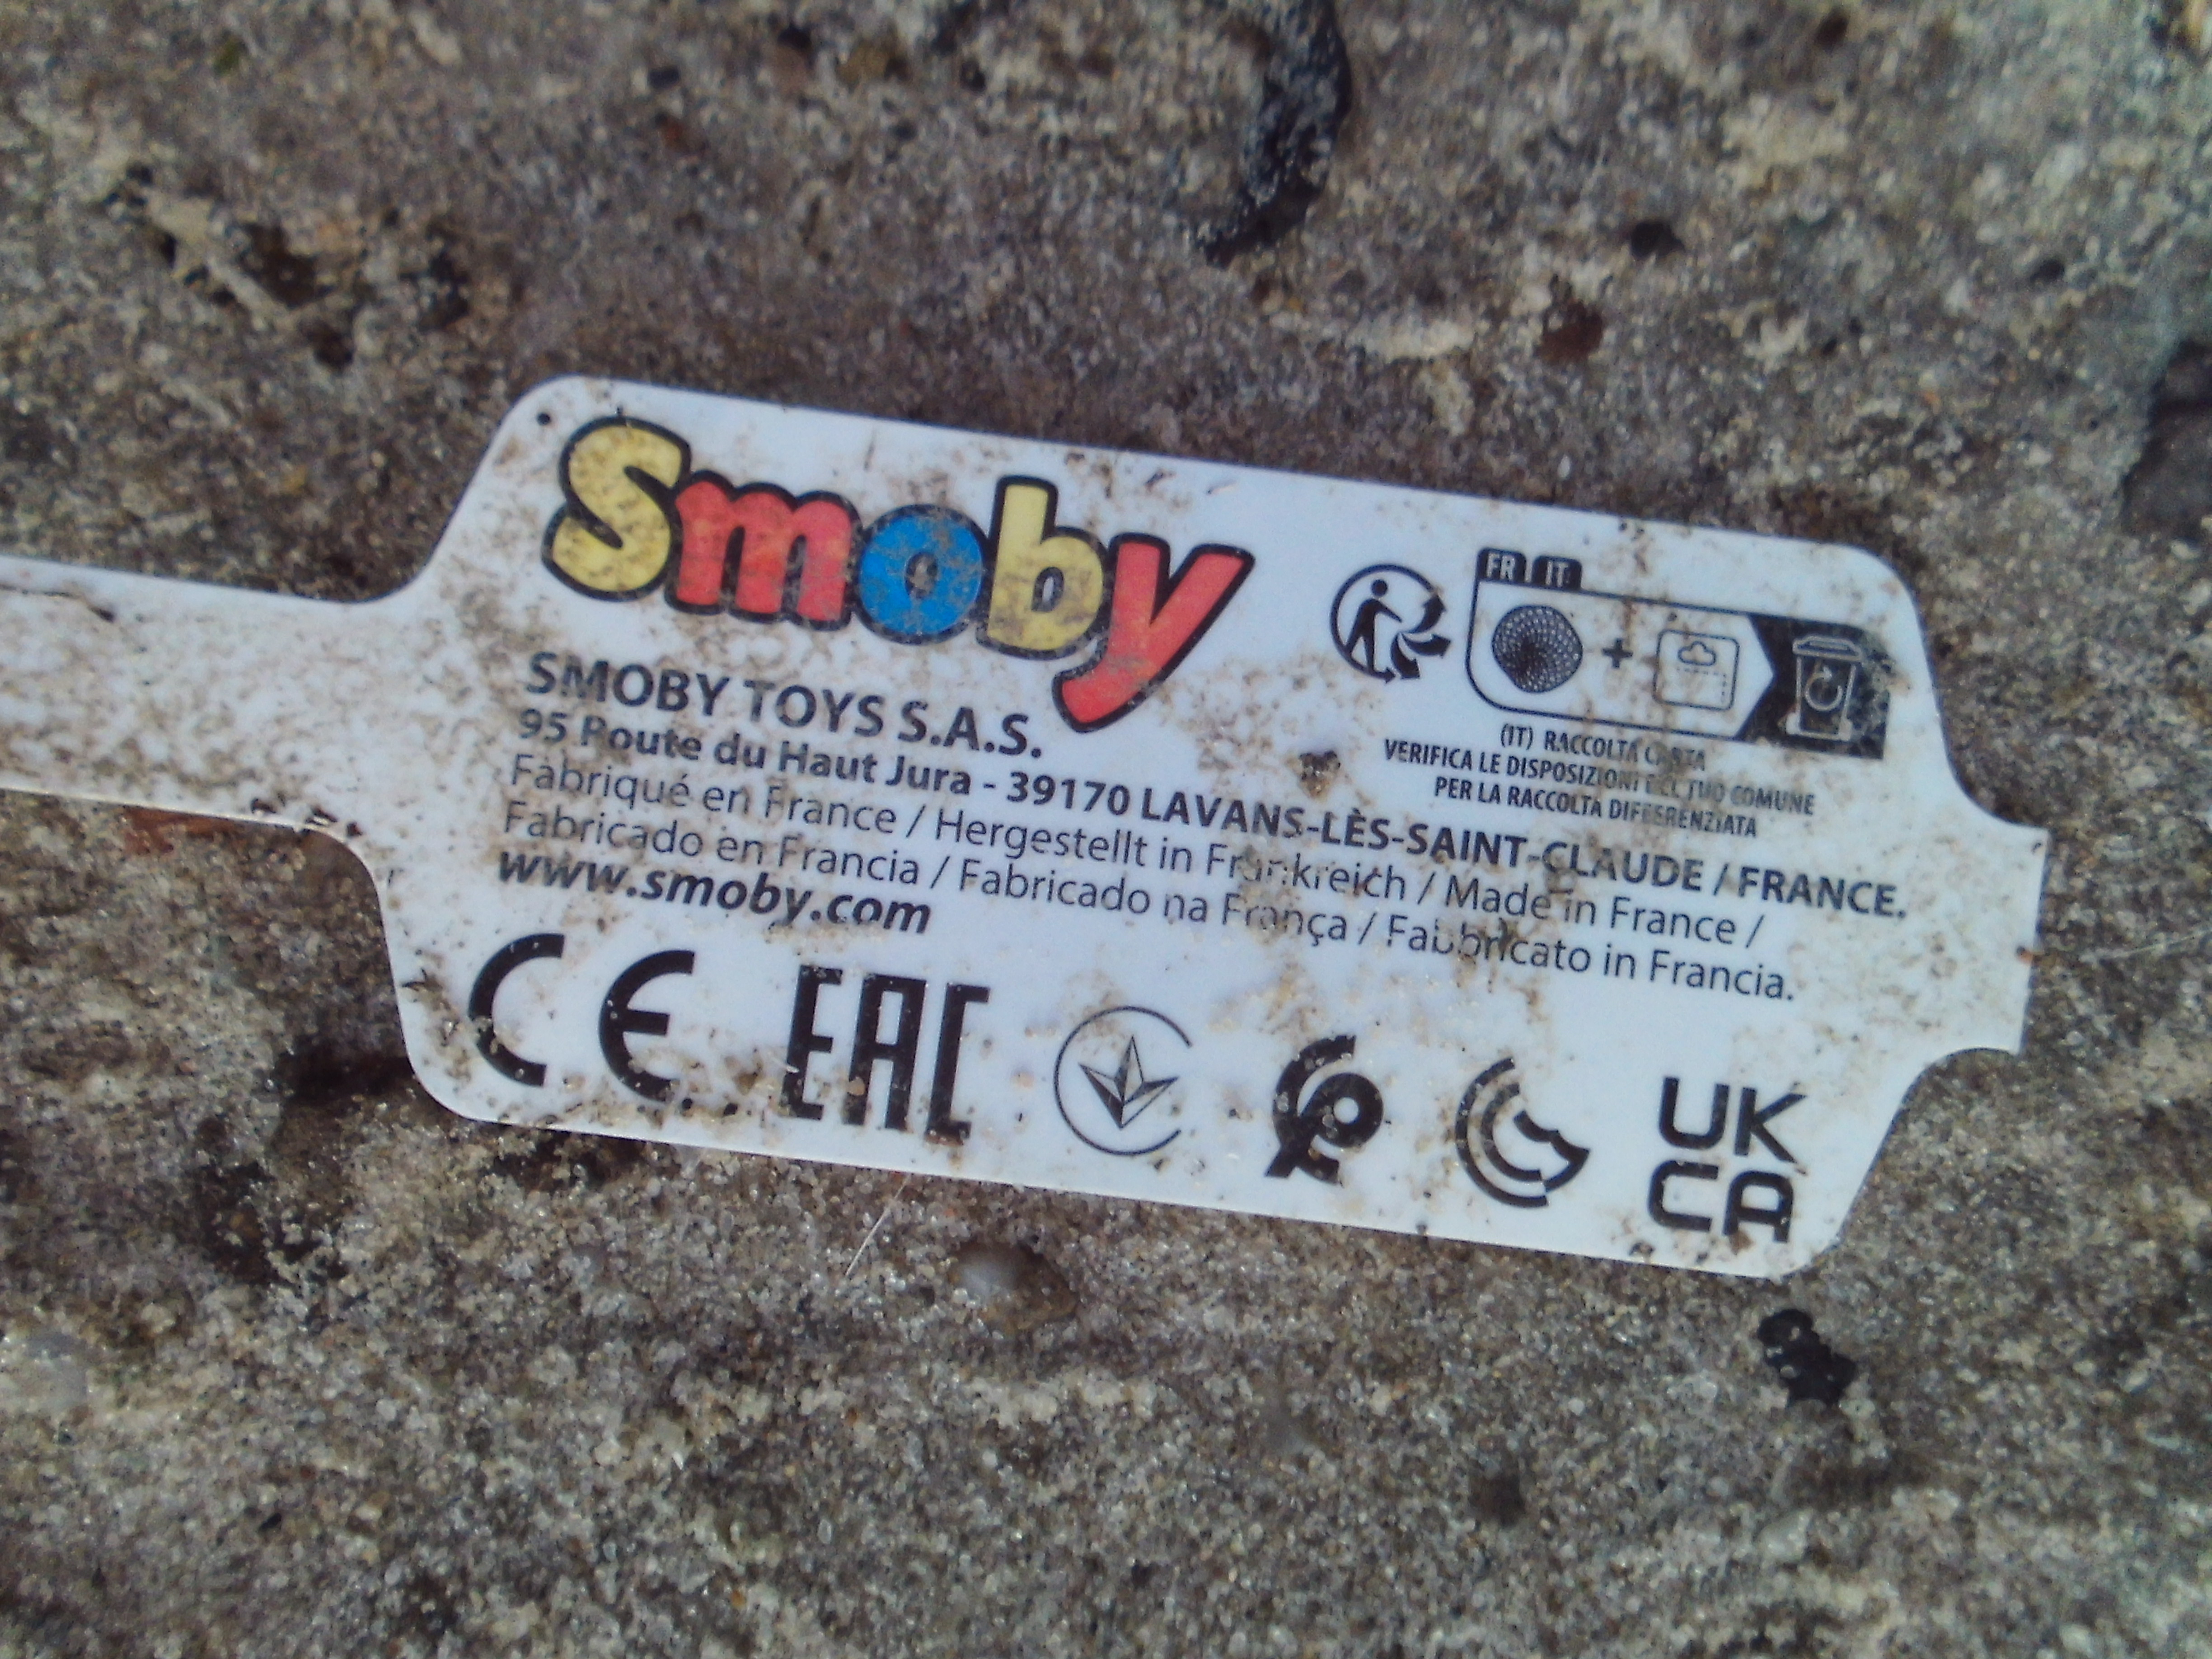 smoby
FR IT
(IT) RACCOLTA CARTA
VERIFICA LE DISPOSIZIONI DEL TUO COMUNE
PER LA RACCOLTA DIFFERENZIATA
SMOBY TOYS S.A.S.
95 Route du Haut Jura - 39170 LAVANS-LÈS-SAINT-CLAUDE / FRANCE.
Fabriqué en France / Hergestellt in Frankreich / Made in France /
Fabricado en Francia / Fabricado na França / Fabbricato in Francia.
www.smoby.com
CE EAC UK
CA